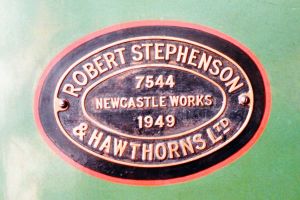 ROBERT STEPHENSON
7544
NEWCASTLE WORKS
1949
& HAWTHORNS LTD